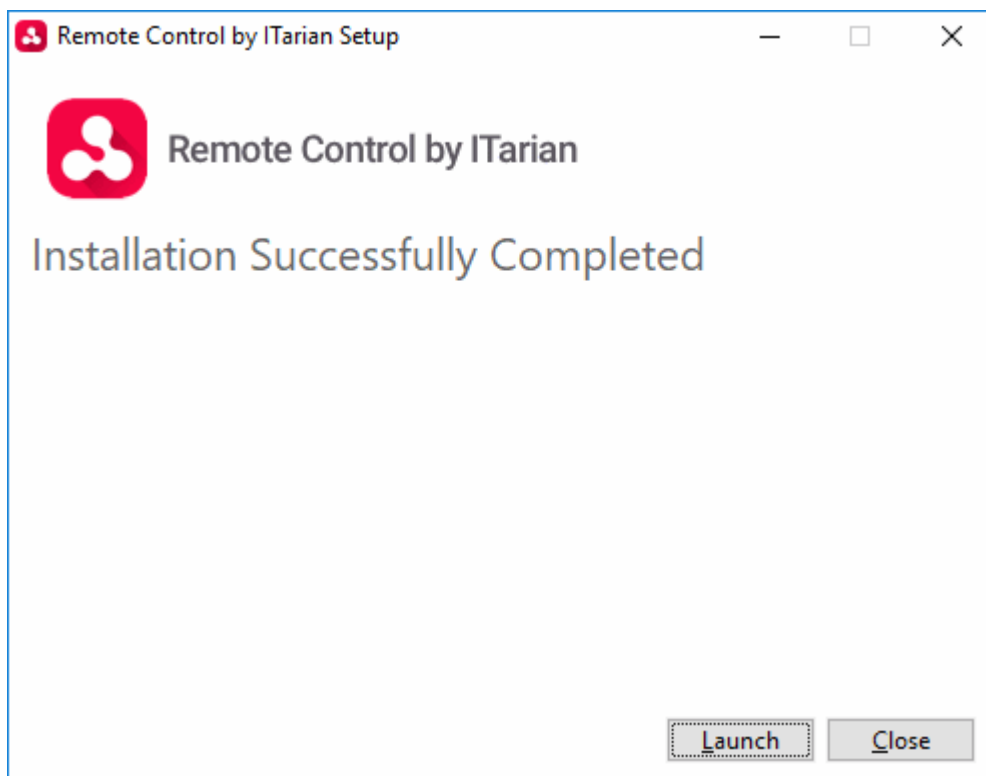 Remote Control by ITarian Setup
Remote Control by ITarian
Installation Successfully Completed
Launch Close